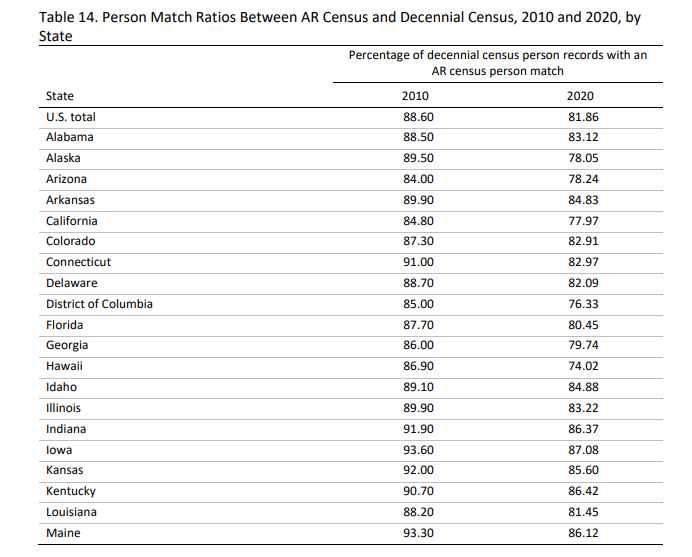 Table 14. Person Match Ratios Between AR Census and Decennial Census, 2010 and 2020, by
State
Percentage of decennial census person records with an
AR census person match
State 2010 2020
U.S. total 88.60 81.86
Alabama 88.50 83.12
Alaska 89.50 78.05
Arizona 84.00 78.24
Arkansas 89.90 84.83
California 84.80 77.97
Colorado 87.30 82.91
Connecticut 91.00 82.97
Delaware 88.70 82.09
District of Columbia 85.00 76.33
Florida 87.70 80.45
Georgia 86.00 79.74
Hawaii 86.90 74.02
Idaho 89.10 84.88
Illinois 89.90 83.22
Indiana 91.90 86.37
Iowa 93.60 87.08
Kansas 92.00 85.60
Kentucky 90.70 86.42
Louisiana 88.20 81.45
Maine 93.30 86.12